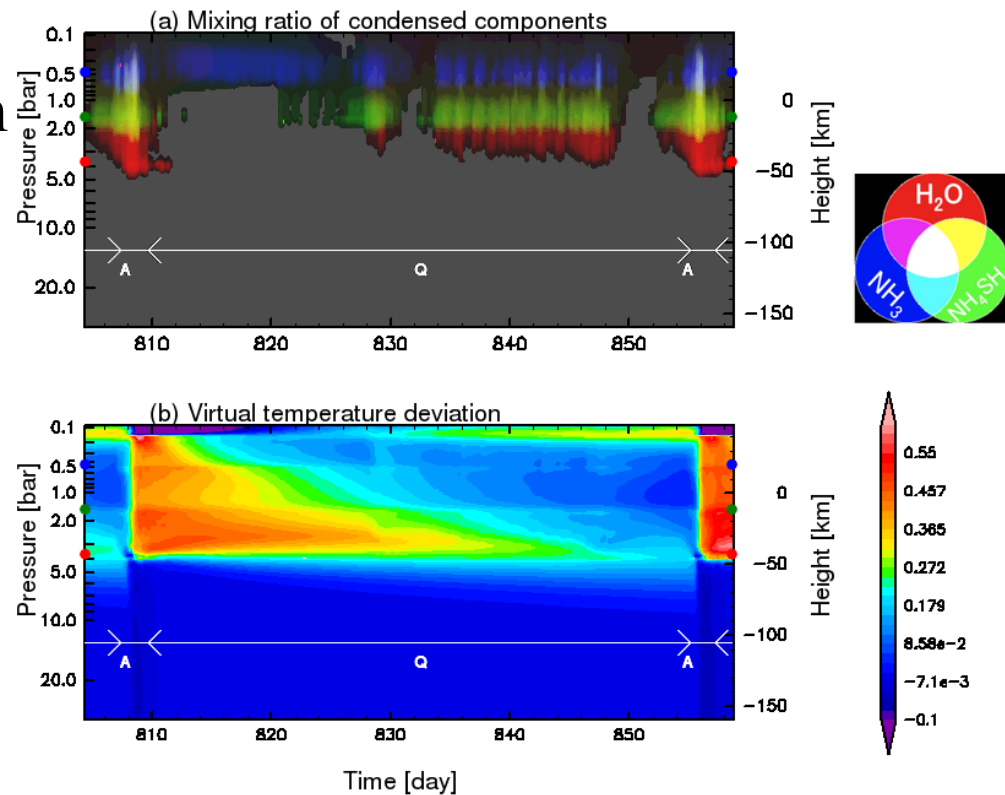 (a) Mixing ratio of condensed components
n
Pressure [bar]
0.1
0.5
1.0
2.0
5.0
10.0
20.0
0
−50
−100
−150
Height [km]
A
Q
A
810
820
830
840
850
H2O
NH3
NH4SH
(b) Virtual temperature deviation
Pressure [bar]
0.1
0.5
1.0
2.0
5.0
10.0
20.0
0
−50
−100
−150
Height [km]
A
Q
A
810
820
830
840
850
Time [day]
0.55
0.457
0.365
0.272
0.179
8.58e−2
−7.1e−3
−0.1